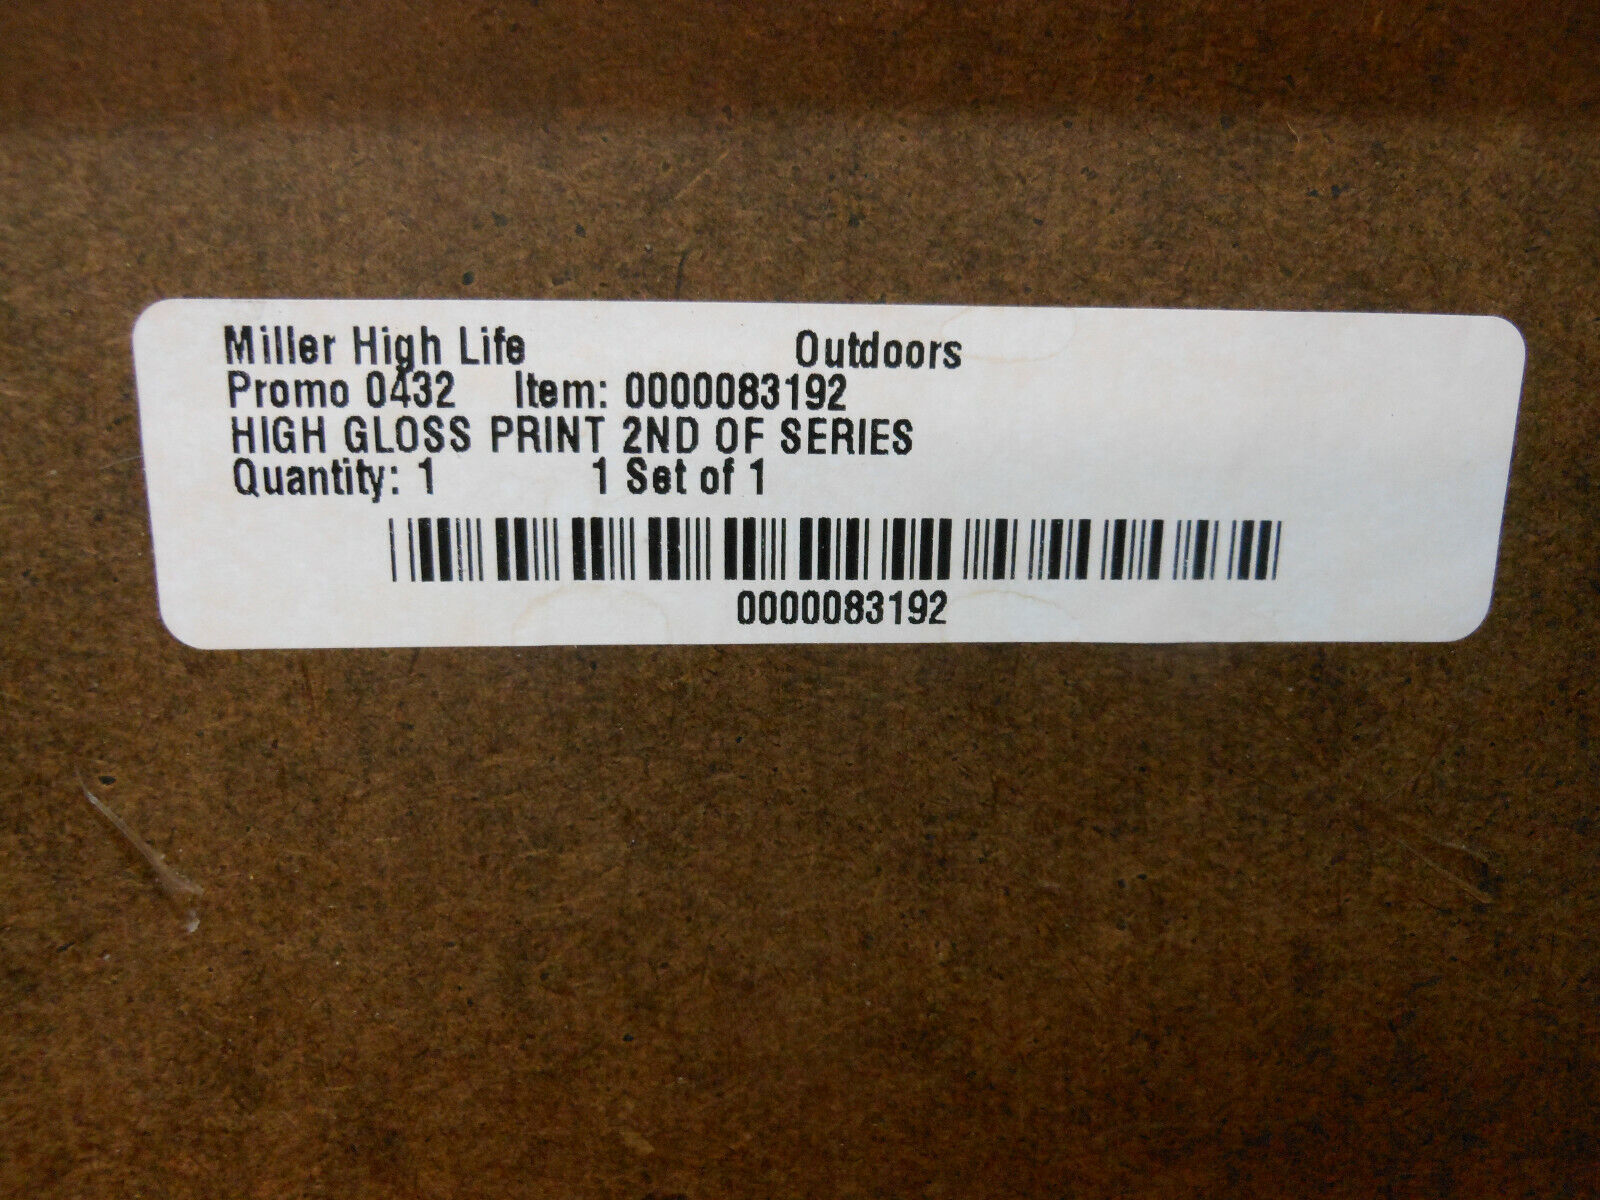 Miller High Life Outdoors
Promo 0432 Item: 0000083192
HIGH GLOSS PRINT 2ND OF SERIES
Quantity: 1 1 Set of 1
0000083192